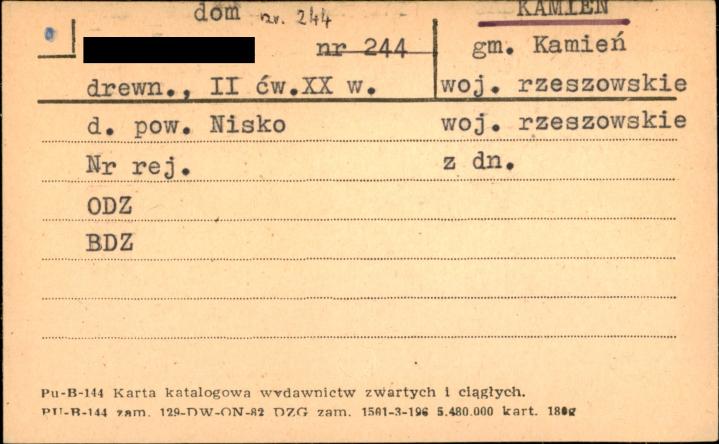 dom nr. 244 KAMIEŃ
nr 244 gm. Kamień
drewn., II ćw.XX w. woj. rzeszowskie
d. pow. Nisko woj. rzeszowskie
Nr rej. z dn.
ODZ
BDZ
Pu-B-144 Karta katalogowa wydawnictw zwartych i ciągłych.
PU-B-144 zam. 129-DW-ON-82 DZG zam. 1581-3-196 5.480.000 kart. 180g